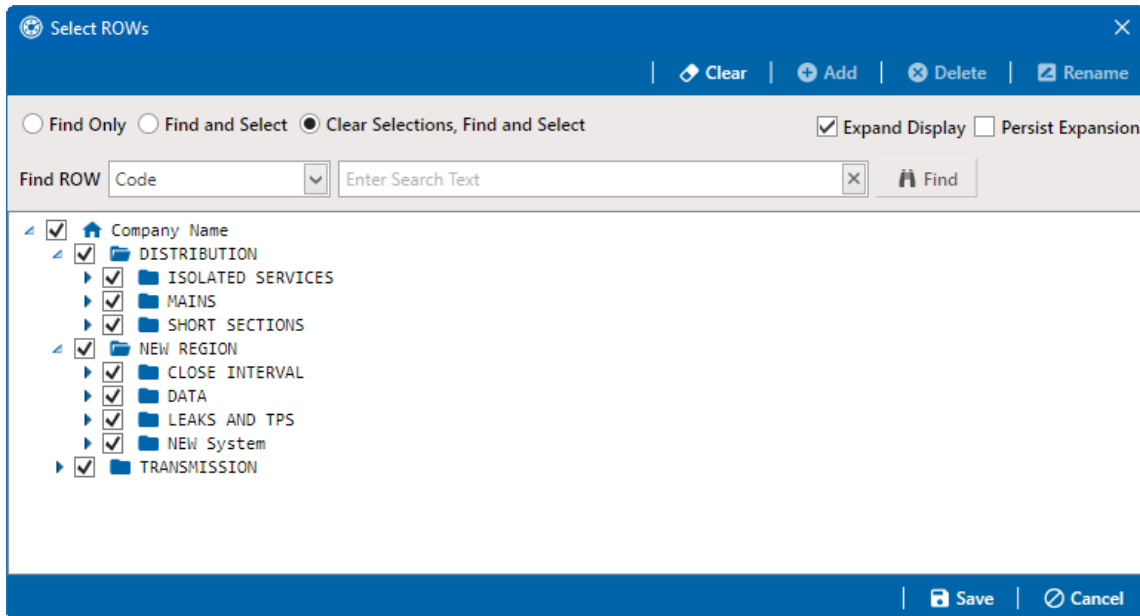 Select ROWs
Clear Add Delete Rename
Find Only Find and Select Clear Selections, Find and Select Expand Display Persist Expansion
Find ROW Code Enter Search Text Find
Company Name
DISTRIBUTION
ISOLATED SERVICES
MAINS
SHORT SECTIONS
NEW REGION
CLOSE INTERVAL
DATA
LEAKS AND TPS
NEW System
TRANSMISSION
Save Cancel